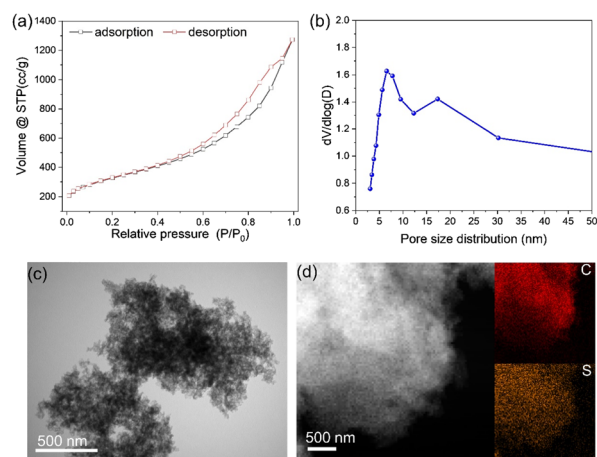 (a)
1400
1200
1000
800
600
400
200
Volume @ STP(cc/g)
adsorption
desorption
0.0 0.2 0.4 0.6 0.8 1.0
Relative pressure (P/P₀)
(b)
2.0
1.8
1.6
1.4
1.2
1.0
0.8
0.6
dV/dlog(D)
0 5 10 15 20 25 30 35 40 45 50
Pore size distribution (nm)
(c)
500 nm
(d)
500 nm
C
S